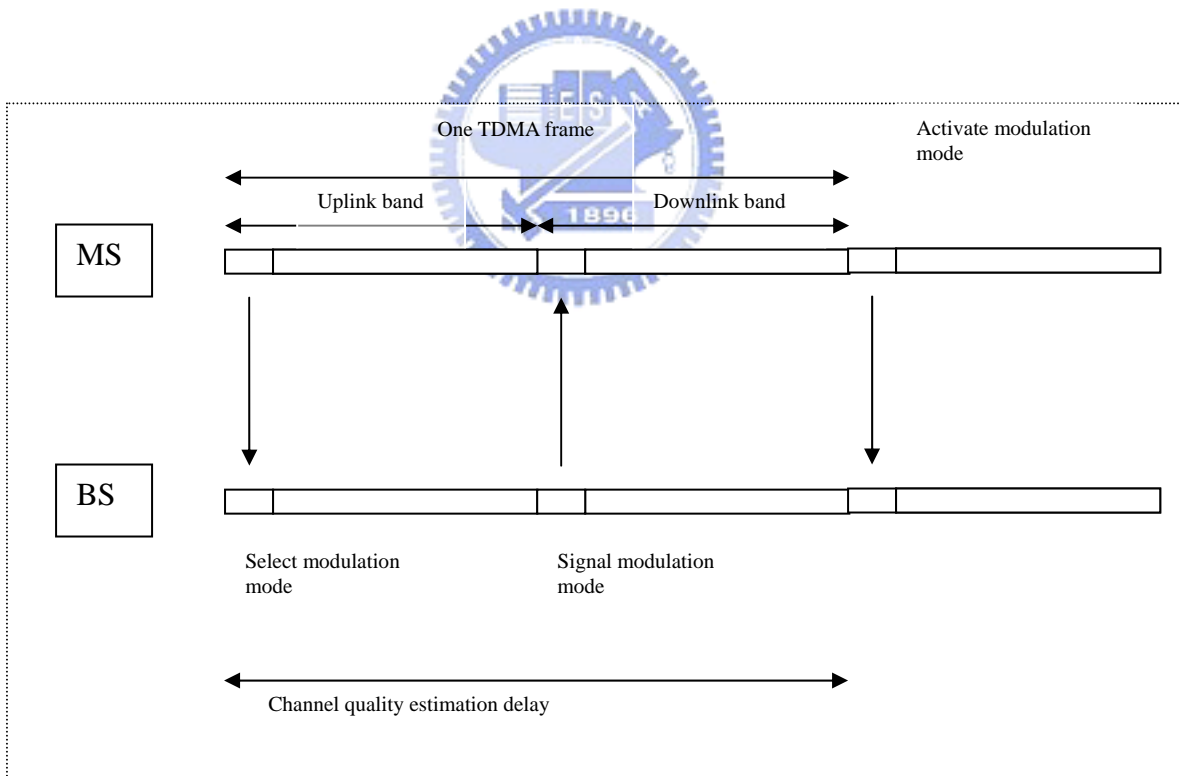 One TDMA frame
Activate modulation
mode
Uplink band
Downlink band
1896
MS
BS
Select modulation
mode
Signal modulation
mode
Channel quality estimation delay